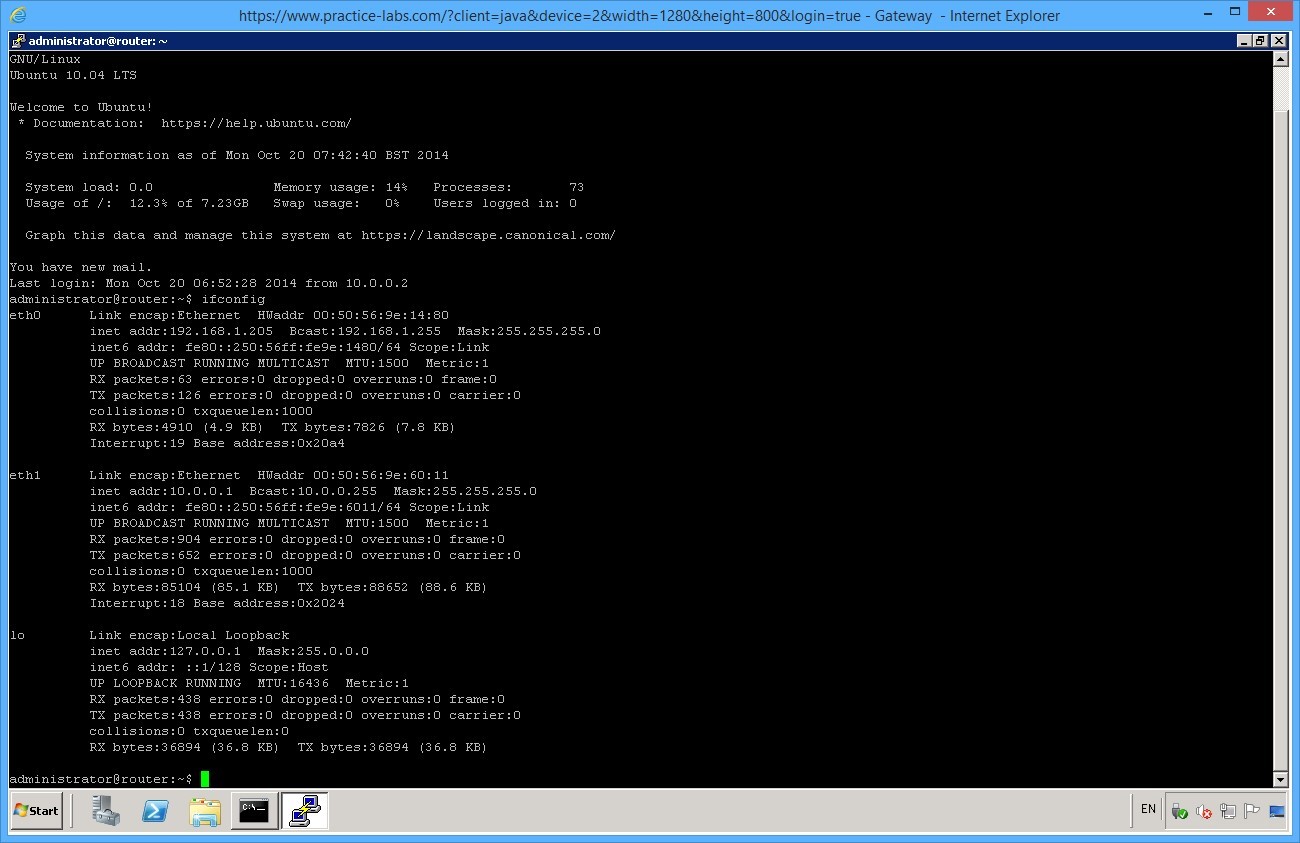 https://www.practice-labs.com/?client=java&device=2&width=1280&height=800&login=true - Gateway - Internet Explorer
administrator@router: ~
GNU/Linux
Ubuntu 10.04 LTS
Welcome to Ubuntu!
* Documentation: https://help.ubuntu.com/
System information as of Mon Oct 20 07:42:40 BST 2014
System load: 0.0 Memory usage: 14% Processes: 73
Usage of /: 12.3% of 7.23GB Swap usage: 0% Users logged in: 0
Graph this data and manage this system at https://landscape.canonical.com/
You have new mail.
Last login: Mon Oct 20 06:52:28 2014 from 10.0.0.2
administrator@router:~$ ifconfig
eth0 Link encap:Ethernet HWaddr 00:50:56:9e:14:80
inet addr:192.168.1.205 Bcast:192.168.1.255 Mask:255.255.255.0
inet6 addr: fe80::250:56ff:fe9e:1480/64 Scope:Link
UP BROADCAST RUNNING MULTICAST MTU:1500 Metric:1
RX packets:63 errors:0 dropped:0 overruns:0 frame:0
TX packets:126 errors:0 dropped:0 overruns:0 carrier:0
collisions:0 txqueuelen:1000
RX bytes:4910 (4.9 KB) TX bytes:7826 (7.8 KB)
Interrupt:19 Base address:0x20a4
eth1 Link encap:Ethernet HWaddr 00:50:56:9e:60:11
inet addr:10.0.0.1 Bcast:10.0.0.255 Mask:255.255.255.0
inet6 addr: fe80::250:56ff:fe9e:6011/64 Scope:Link
UP BROADCAST RUNNING MULTICAST MTU:1500 Metric:1
RX packets:904 errors:0 dropped:0 overruns:0 frame:0
TX packets:652 errors:0 dropped:0 overruns:0 carrier:0
collisions:0 txqueuelen:1000
RX bytes:85104 (85.1 KB) TX bytes:88652 (88.6 KB)
Interrupt:18 Base address:0x2024
lo Link encap:Local Loopback
inet addr:127.0.0.1 Mask:255.0.0.0
inet6 addr: ::1/128 Scope:Host
UP LOOPBACK RUNNING MTU:16436 Metric:1
RX packets:438 errors:0 dropped:0 overruns:0 frame:0
TX packets:438 errors:0 dropped:0 overruns:0 carrier:0
collisions:0 txqueuelen:0
RX bytes:36894 (36.8 KB) TX bytes:36894 (36.8 KB)
administrator@router:~$
Start
C:\_
EN